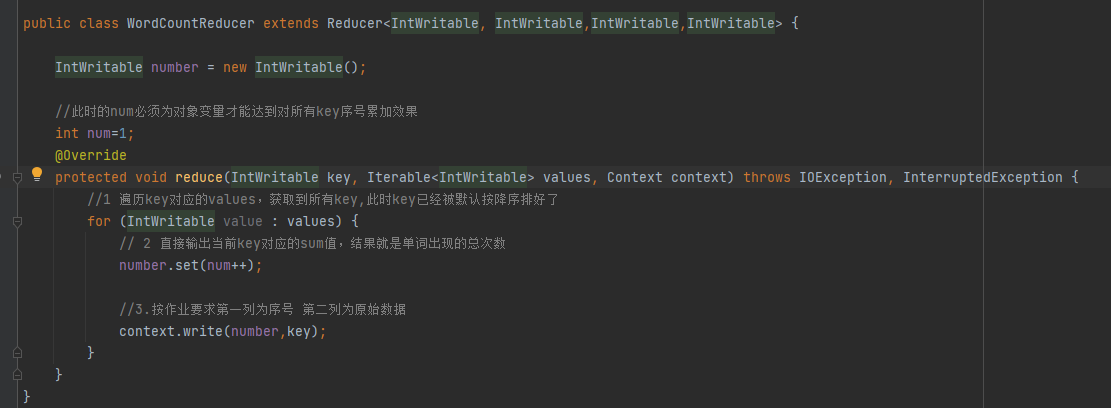 public class WordCountReducer extends Reducer<IntWritable, IntWritable,IntWritable,IntWritable> {
IntWritable number = new IntWritable();
//此时的num必须为对象变量才能达到对所有key序号累加效果
int num=1;
@Override
protected void reduce(IntWritable key, Iterable<IntWritable> values, Context context) throws IOException, InterruptedException {
//1 遍历key对应的values，获取到所有key,此时key已经被默认按降序排好了
for (IntWritable value : values) {
// 2 直接输出当前key对应的sum值，结果就是单词出现的总次数
number.set(num++);
//3.按作业要求第一列为序号 第二列为原始数据
context.write(number,key);
}
}
}